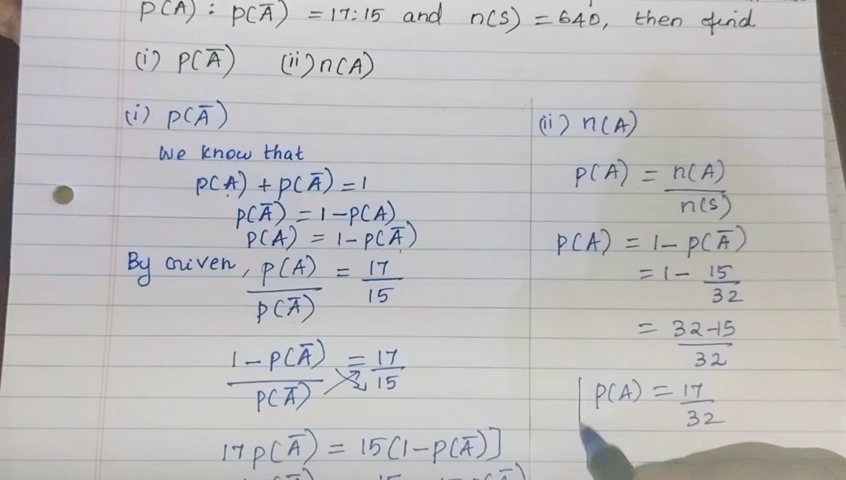 P(A) : P(A̅) = 17:15 and n(S) = 640, then find
(i) P(A̅) (ii) n(A)
(i) P(A̅)
We know that
P(A) + P(A̅) = 1
P(A̅) = 1 - P(A)
P(A) = 1 - P(A̅)
By Given, P(A)/P(A̅) = 17/15
1 - P(A̅)/P(A̅) = 17/15
17 P(A̅) = 15(1 - P(A̅)]
(ii) n(A)
P(A) = n(A)/n(S)
P(A) = 1 - P(A̅)
= 1 - 15/32
= 32-15/32
P(A) = 17/32